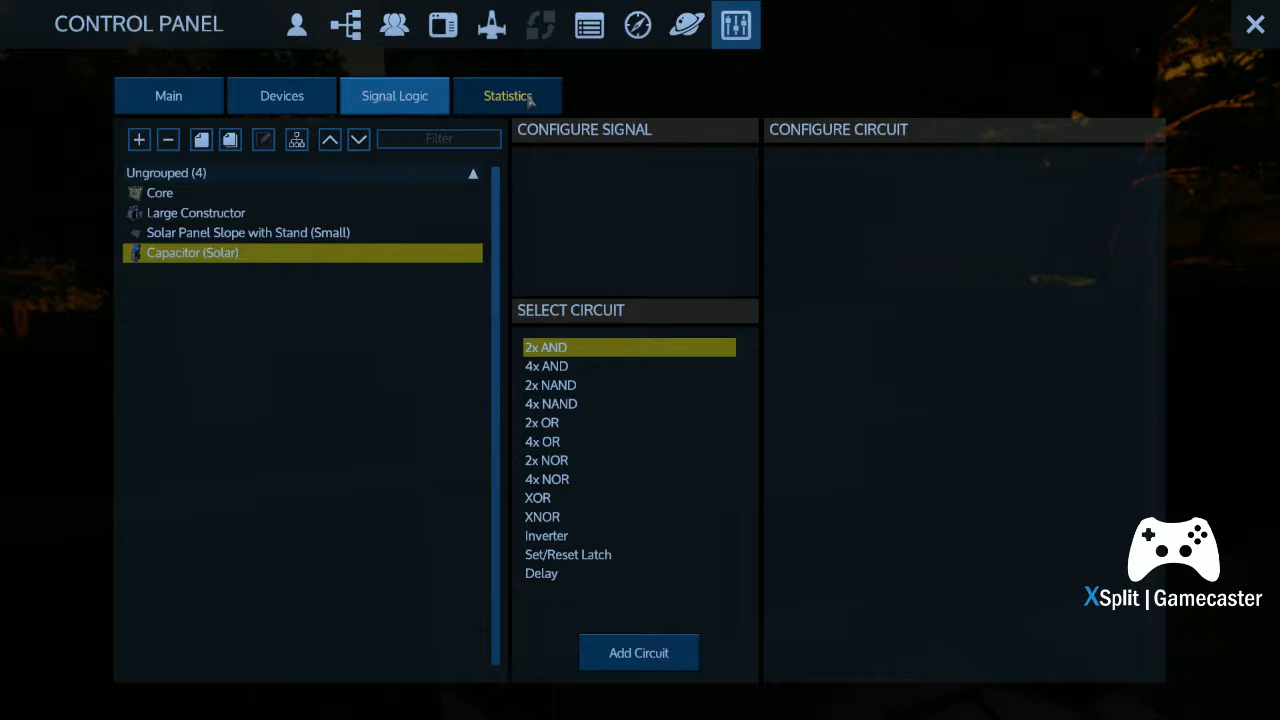 CONTROL PANEL
Main
Devices
Signal Logic
Statistics
Filter
Ungrouped (4)
Core
Large Constructor
Solar Panel Slope with Stand (Small)
Capacitor (Solar)
CONFIGURE SIGNAL
SELECT CIRCUIT
2x AND
4x AND
2x NAND
4x NAND
2x OR
4x OR
2x NOR
4x NOR
XOR
XNOR
Inverter
Set/Reset Latch
Delay
Add Circuit
CONFIGURE CIRCUIT
XSplit | Gamecaster